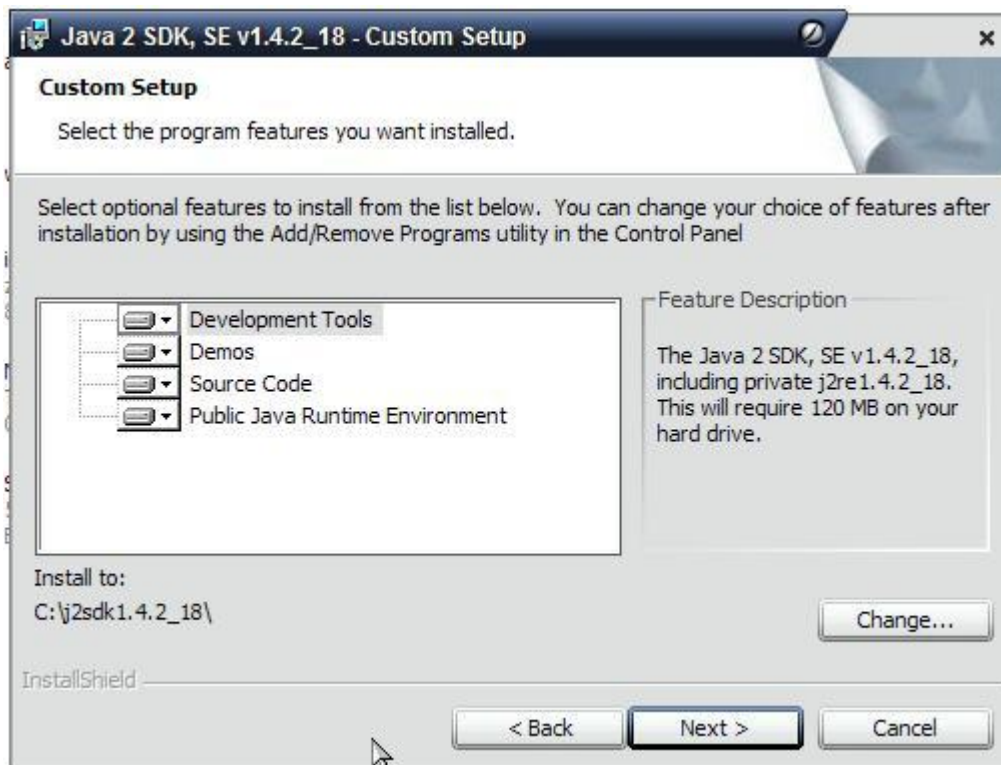 Java 2 SDK, SE v1.4.2_18 - Custom Setup
Custom Setup
Select the program features you want installed.
Select optional features to install from the list below.  You can change your choice of features after
installation by using the Add/Remove Programs utility in the Control Panel
Development Tools
Demos
Source Code
Public Java Runtime Environment
Feature Description
The Java 2 SDK, SE v1.4.2_18,
including private j2re1.4.2_18.
This will require 120 MB on your
hard drive.
Install to:
C:\j2sdk1.4.2_18\
Change...
InstallShield
< Back
Next >
Cancel